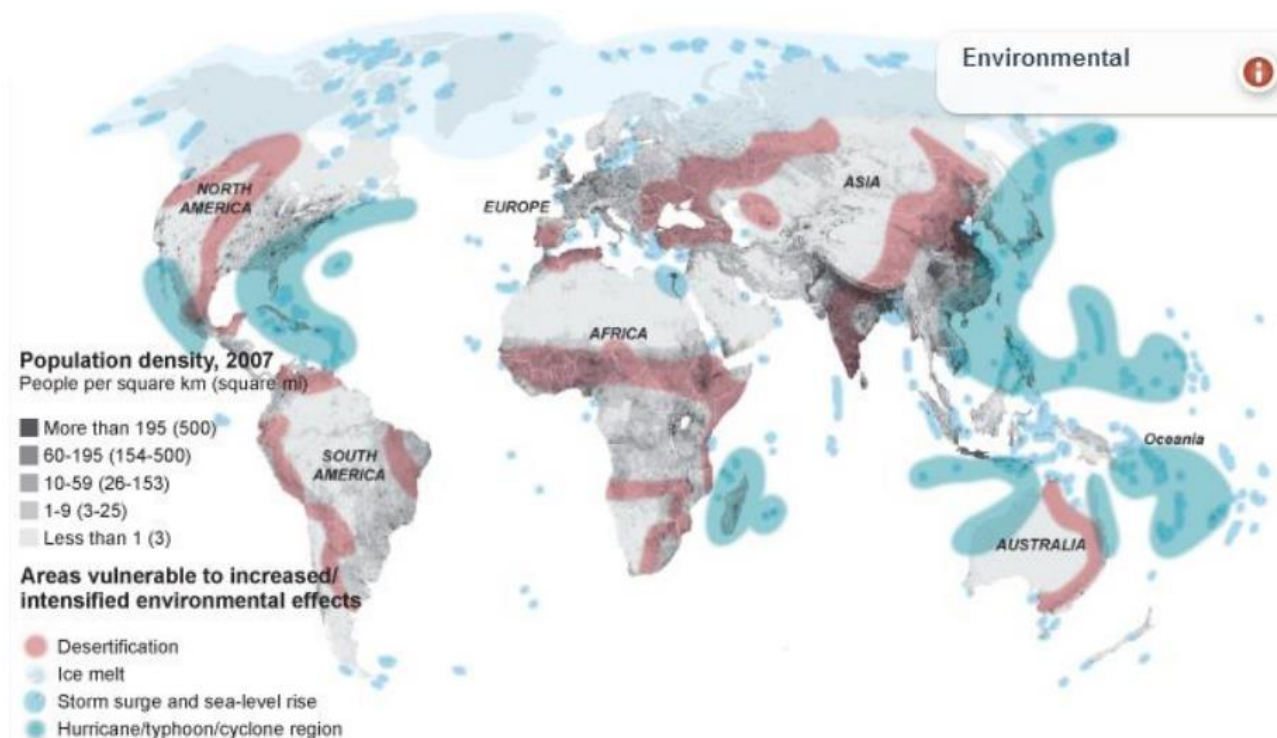 Environmental
NORTH
AMERICA
EUROPE
ASIA
AFRICA
SOUTH
AMERICA
Oceania
AUSTRALIA
Population density, 2007
People per square km (square mi)
More than 195 (500)
60-195 (154-500)
10-59 (26-153)
1-9 (3-25)
Less than 1 (3)
Areas vulnerable to increased/
intensified environmental effects
Desertification
Ice melt
Storm surge and sea-level rise
Hurricane/typhoon/cyclone region